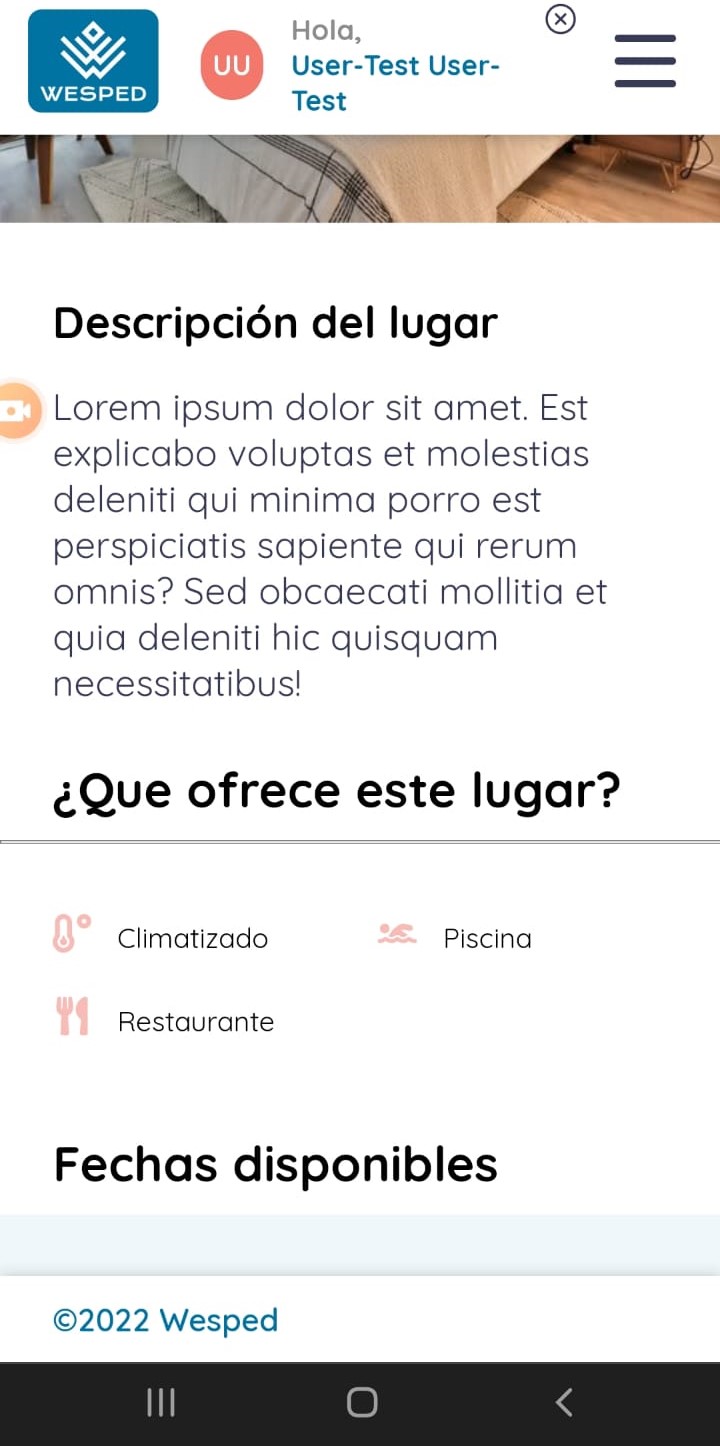 WESPED
UU
Hola,
User-Test User-
Test
Descripción del lugar
Lorem ipsum dolor sit amet. Est
explicabo voluptas et molestias
deleniti qui minima porro est
perspiciatis sapiente qui rerum
omnis? Sed obcaecati mollitia et
quia deleniti hic quisquam
necessitatibus!
¿Que ofrece este lugar?
Climatizado
Piscina
Restaurante
Fechas disponibles
©2022 Wesped